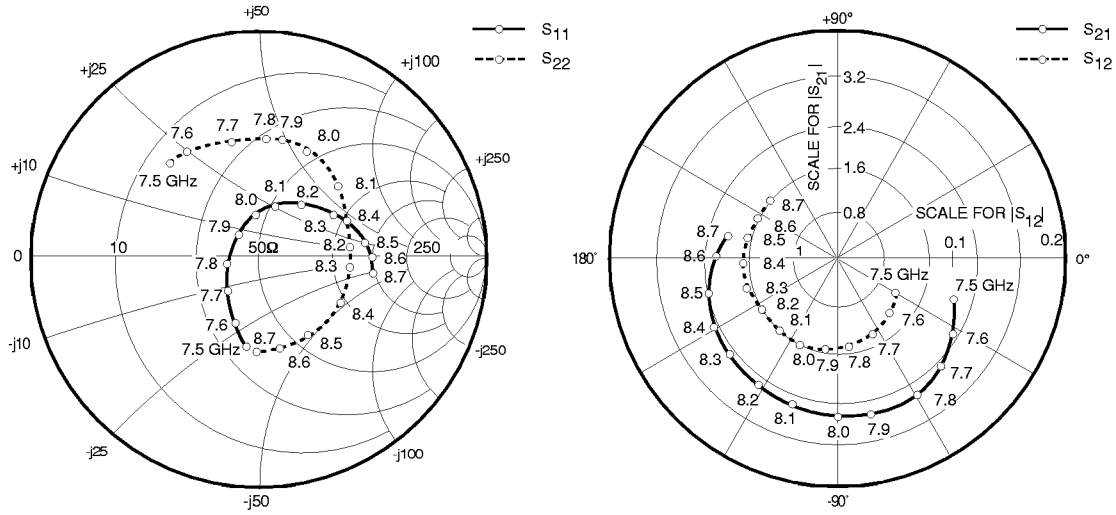 +j50
S11
S22
+j25
+j100
7.8
7.7
7.9
7.6
8.0
+j10
+j250
7.5 GHz
8.1
8.1
8.2
8.0
8.4
7.9
8.3
8.5
0
10
50Ω
8.2
250
7.8
8.6
8.3
8.7
7.7
8.4
7.6
-j10
7.5 GHz
8.7
8.5
-j250
8.6
-j25
-j100
-j50
+90°
S21
S12
3.2
SCALE FOR |S21|
2.4
1.6
8.7
0.8
SCALE FOR |S12|
8.6
8.7
8.5
0.1
0.2
180°
8.6
8.4
1
0°
7.5 GHz
7.5 GHz
8.5
8.3
8.2
7.6
8.4
8.1
7.6
7.7
8.3
8.0
7.9
7.8
7.7
8.2
7.8
8.1
8.0
7.9
-90°